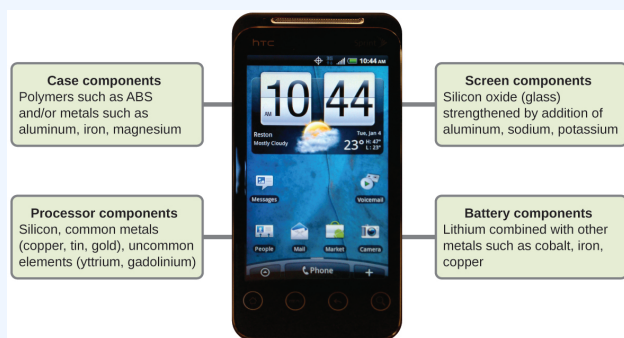 hTC
10:44 AM
Case components
Polymers such as ABS
and/or metals such as
aluminum, iron, magnesium
Screen components
Silicon oxide (glass)
strengthened by addition of
aluminum, sodium, potassium
10 44
AM
Reston
Mostly Cloudy
Tue, Jan 4
23° H: 47°
L: 23°
Messages
Voicemail
Processor components
Silicon, common metals
(copper, tin, gold), uncommon
elements (yttrium, gadolinium)
Battery components
Lithium combined with other
metals such as cobalt, iron,
copper
People Mail Market Camera
Phone